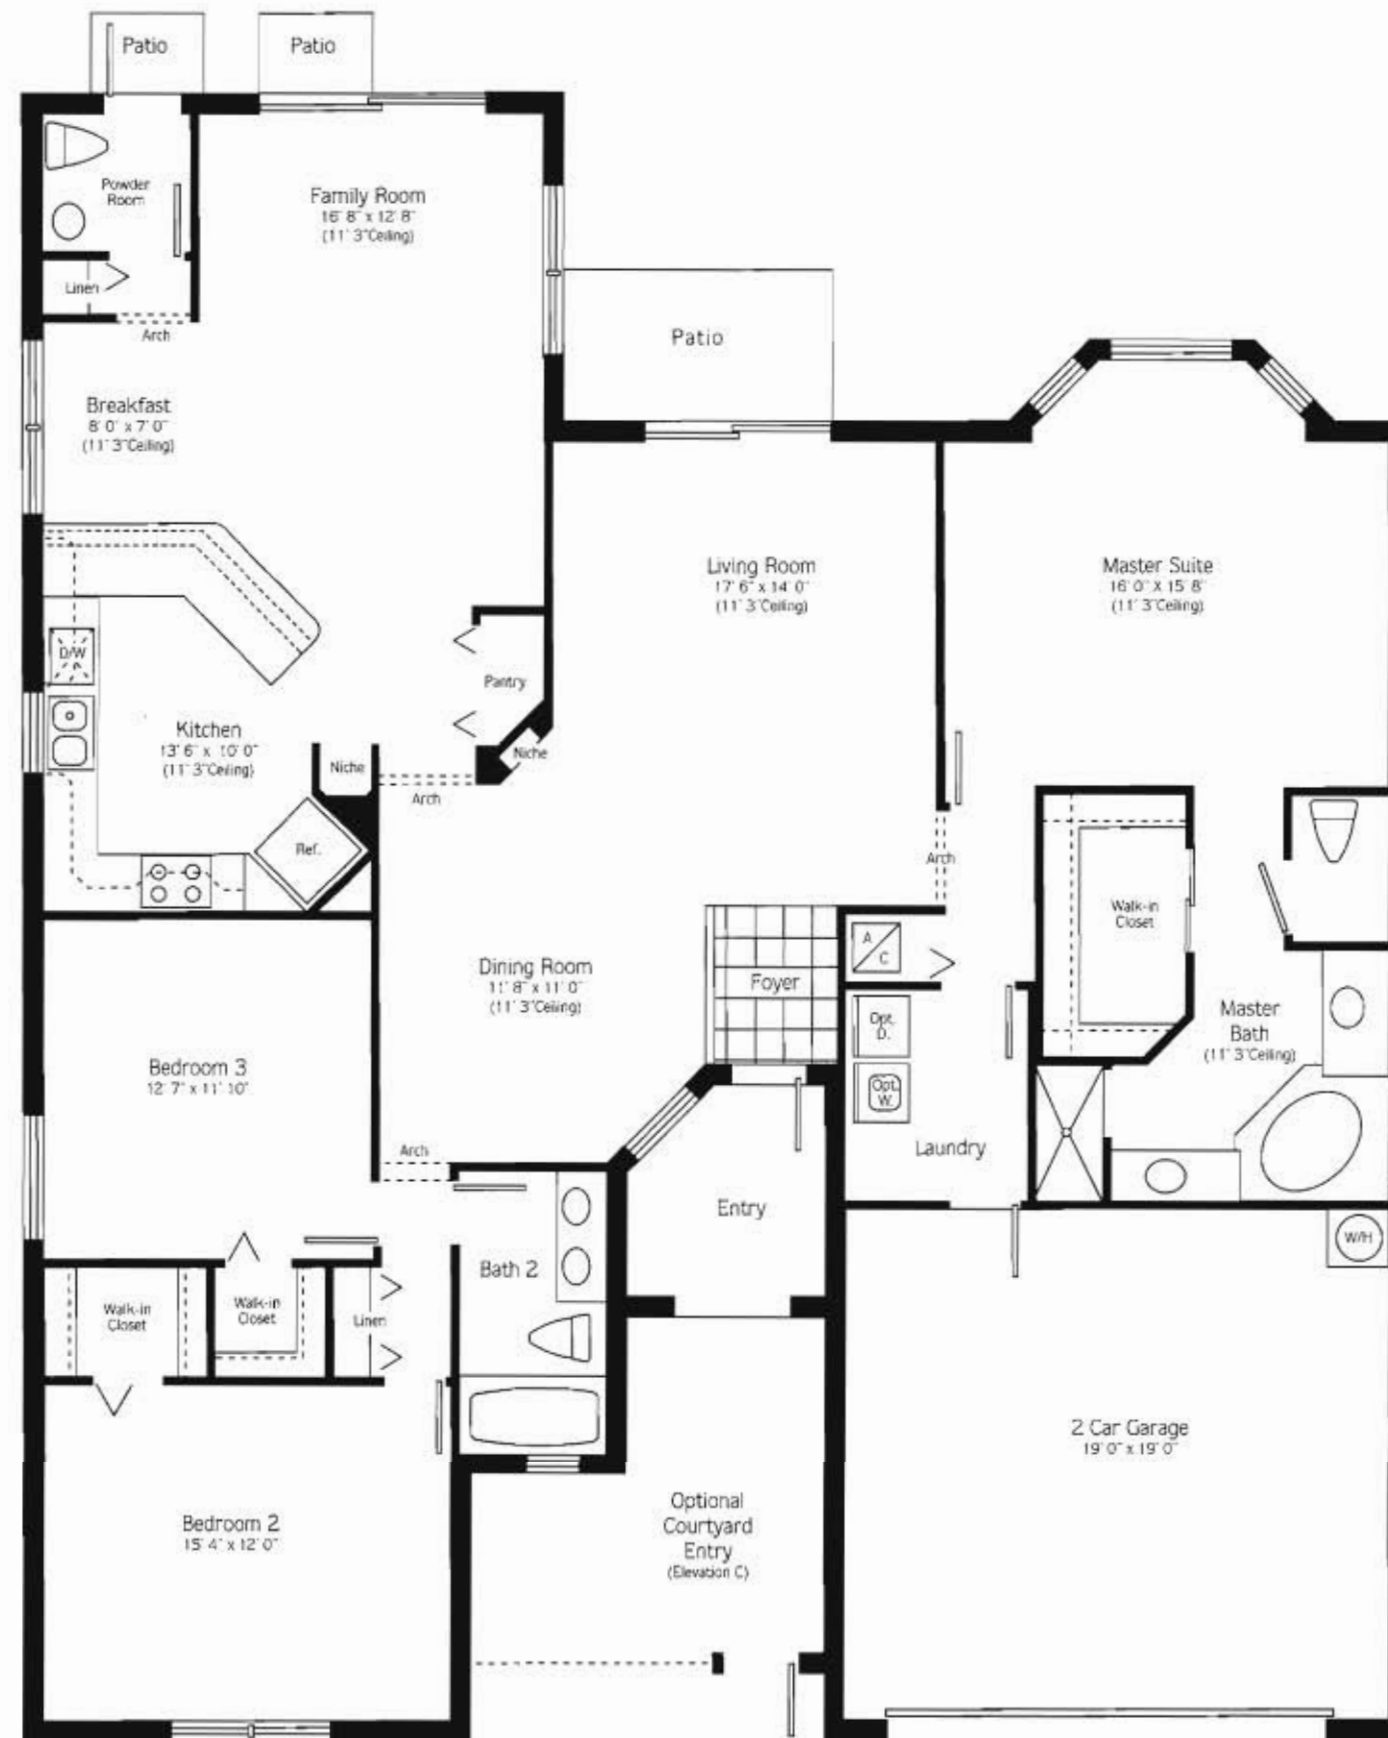 Patio
Patio
Powder
Room
Family Room
16' 8" x 12' 8"
(11' 3" Ceiling)
Linen
Arch
Patio
Breakfast
8' 0" x 7' 0"
(11' 3" Ceiling)
Living Room
17' 6" x 14' 0"
(11' 3" Ceiling)
Master Suite
16' 0" X 15' 8"
(11' 3" Ceiling)
D/W
Pantry
Kitchen
13' 6" x 10' 0"
(11' 3" Ceiling)
Niche
Niche
Arch
Ref.
Arch
Walk-in
Closet
A
C
Dining Room
11' 8" x 11' 0"
(11' 3" Ceiling)
Foyer
Opt.
D.
Master
Bath
(11' 3" Ceiling)
Bedroom 3
12' 7" x 11' 10"
Opt.
W.
Laundry
Arch
Entry
W/H
Bath 2
Walk-in
Closet
Walk-in
Closet
Linen
2 Car Garage
19' 0" x 19' 0"
Bedroom 2
15' 4" x 12' 0"
Optional
Courtyard
Entry
(Elevation C)